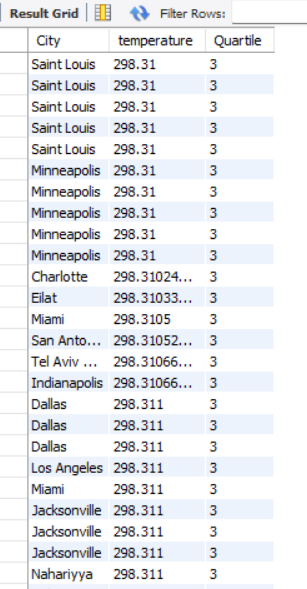 Result Grid Filter Rows:
City temperature Quartile
Saint Louis 298.31 3
Saint Louis 298.31 3
Saint Louis 298.31 3
Saint Louis 298.31 3
Saint Louis 298.31 3
Minneapolis 298.31 3
Minneapolis 298.31 3
Minneapolis 298.31 3
Minneapolis 298.31 3
Minneapolis 298.31 3
Charlotte 298.31024... 3
Eilat 298.31033... 3
Miami 298.3105 3
San Anto... 298.31052... 3
Tel Aviv ... 298.31066... 3
Indianapolis 298.31066... 3
Dallas 298.311 3
Dallas 298.311 3
Dallas 298.311 3
Los Angeles 298.311 3
Miami 298.311 3
Jacksonville 298.311 3
Jacksonville 298.311 3
Jacksonville 298.311 3
Nahariyya 298.311 3